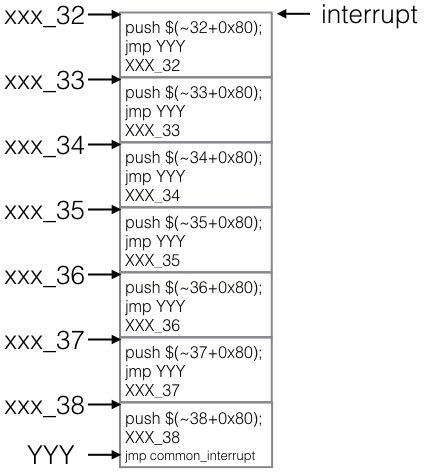 xxx_32
interrupt
push $(~32+0x80);
jmp YYY
XXX_32
xxx_33
push $(~33+0x80);
jmp YYY
XXX_33
xxx_34
push $(~34+0x80);
jmp YYY
XXX_34
xxx_35
push $(~35+0x80);
jmp YYY
XXX_35
xxx_36
push $(~36+0x80);
jmp YYY
XXX_36
xxx_37
push $(~37+0x80);
jmp YYY
XXX_37
xxx_38
push $(~38+0x80);
XXX_38
YYY
jmp common_interrupt